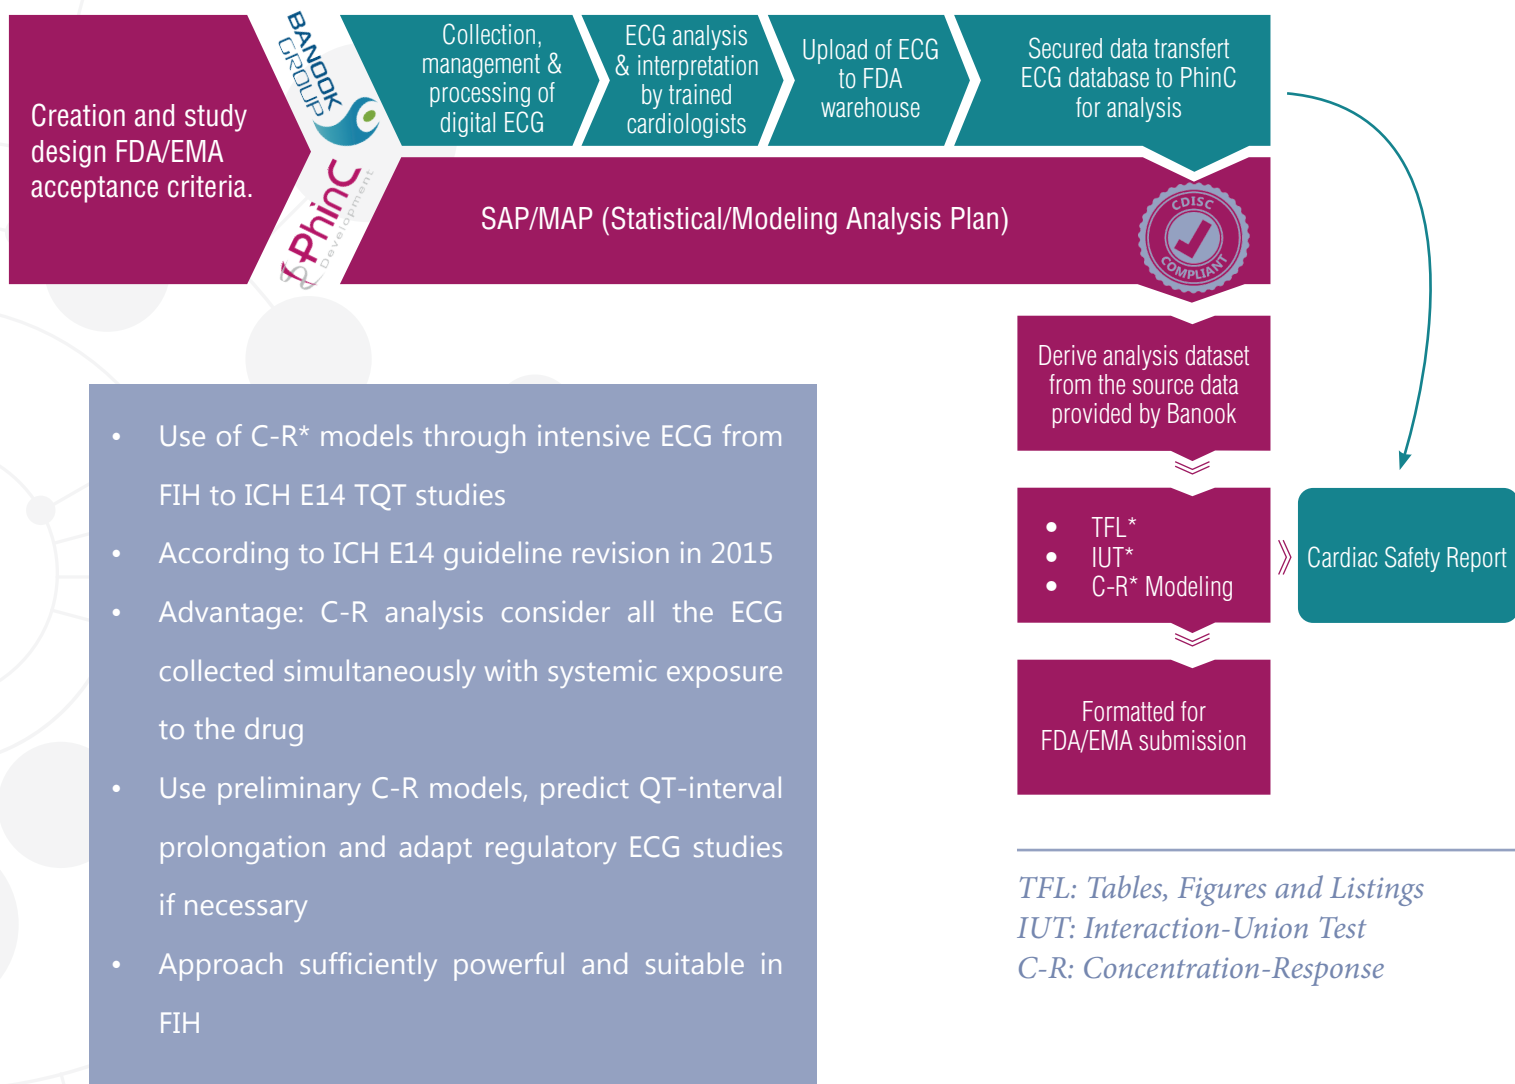 Creation and study
design FDA/EMA
acceptance criteria.
BANOOK
GROUP
PhinC
Development
Collection,
management &
processing of
digital ECG
ECG analysis
& interpretation
by trained
cardiologists
Upload of ECG
to FDA
warehouse
Secured data transfert
ECG database to PhinC
for analysis
SAP/MAP (Statistical/Modeling Analysis Plan)
CDISC
COMPLIANT
Derive analysis dataset
from the source data
provided by Banook
• TFL*
• IUT*
• C-R* Modeling
Cardiac Safety Report
Formatted for
FDA/EMA submission
• Use of C-R* models through intensive ECG from
FIH to ICH E14 TQT studies
• According to ICH E14 guideline revision in 2015
• Advantage: C-R analysis consider all the ECG
collected simultaneously with systemic exposure
to the drug
• Use preliminary C-R models, predict QT-interval
prolongation and adapt regulatory ECG studies
if necessary
• Approach sufficiently powerful and suitable in
FIH
TFL: Tables, Figures and Listings
IUT: Interaction-Union Test
C-R: Concentration-Response